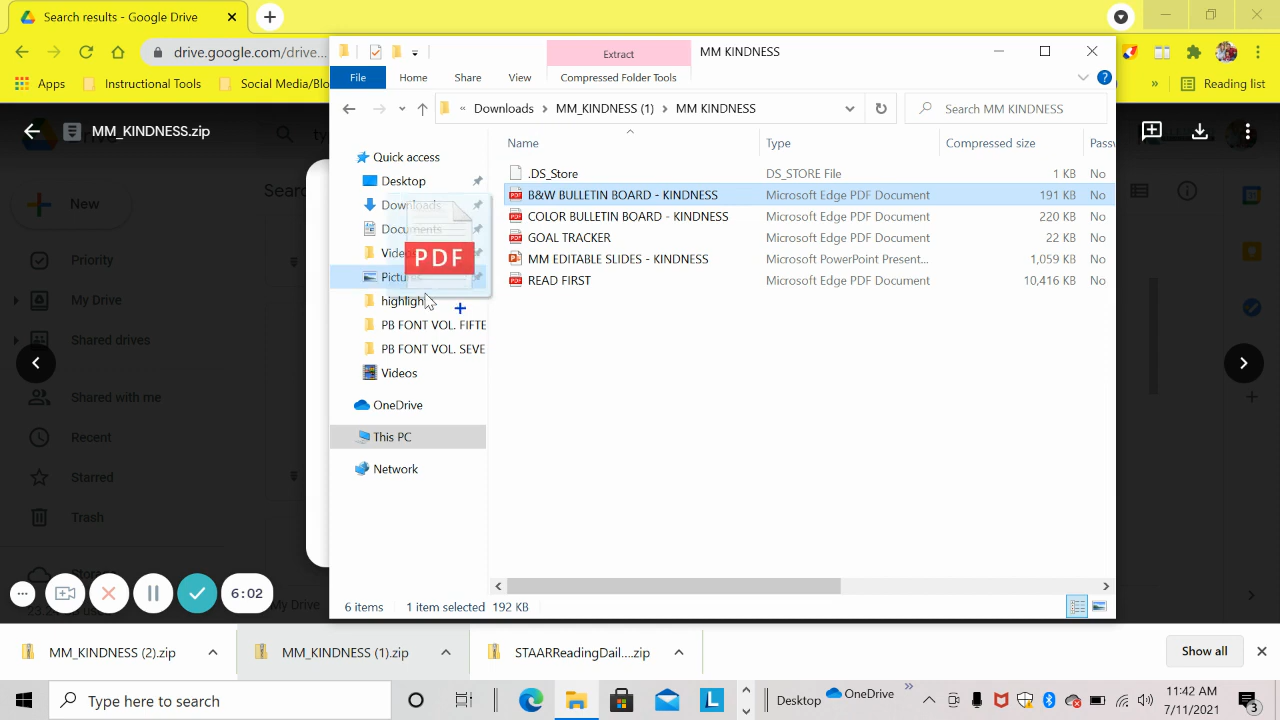 Search results - Google Drive
drive.google.com/drive...
Apps
Instructional Tools
Social Media/Blo
Reading list
MM_KINDNESS.zip
Sear
New
Priority
My Drive
Shared drives
Shared with me
Recent
Starred
Trash
My Drive
6:02
Extract
MM KINDNESS
File
Home
Share
View
Compressed Folder Tools
« Downloads > MM_KINDNESS (1) > MM KINDNESS
Search MM KINDNESS
Quick access
Desktop
Downloads
Documents
Vide
Pictures
highligh
PB FONT VOL. FIFTE
PB FONT VOL. SEVE
Videos
OneDrive
This PC
Network
PDF
Name Type Compressed size Passv
.DS_Store DS_STORE File 1 KB No
B&W BULLETIN BOARD - KINDNESS Microsoft Edge PDF Document 191 KB No
COLOR BULLETIN BOARD - KINDNESS Microsoft Edge PDF Document 220 KB No
GOAL TRACKER Microsoft Edge PDF Document 22 KB No
MM EDITABLE SLIDES - KINDNESS Microsoft PowerPoint Present... 1,059 KB No
READ FIRST Microsoft Edge PDF Document 10,416 KB No
6 items 1 item selected 192 KB
MM_KINDNESS (2).zip
MM_KINDNESS (1).zip
STAARReadingDail....zip
Show all
Type here to search
Desktop
OneDrive
11:42 AM
7/11/2021
3